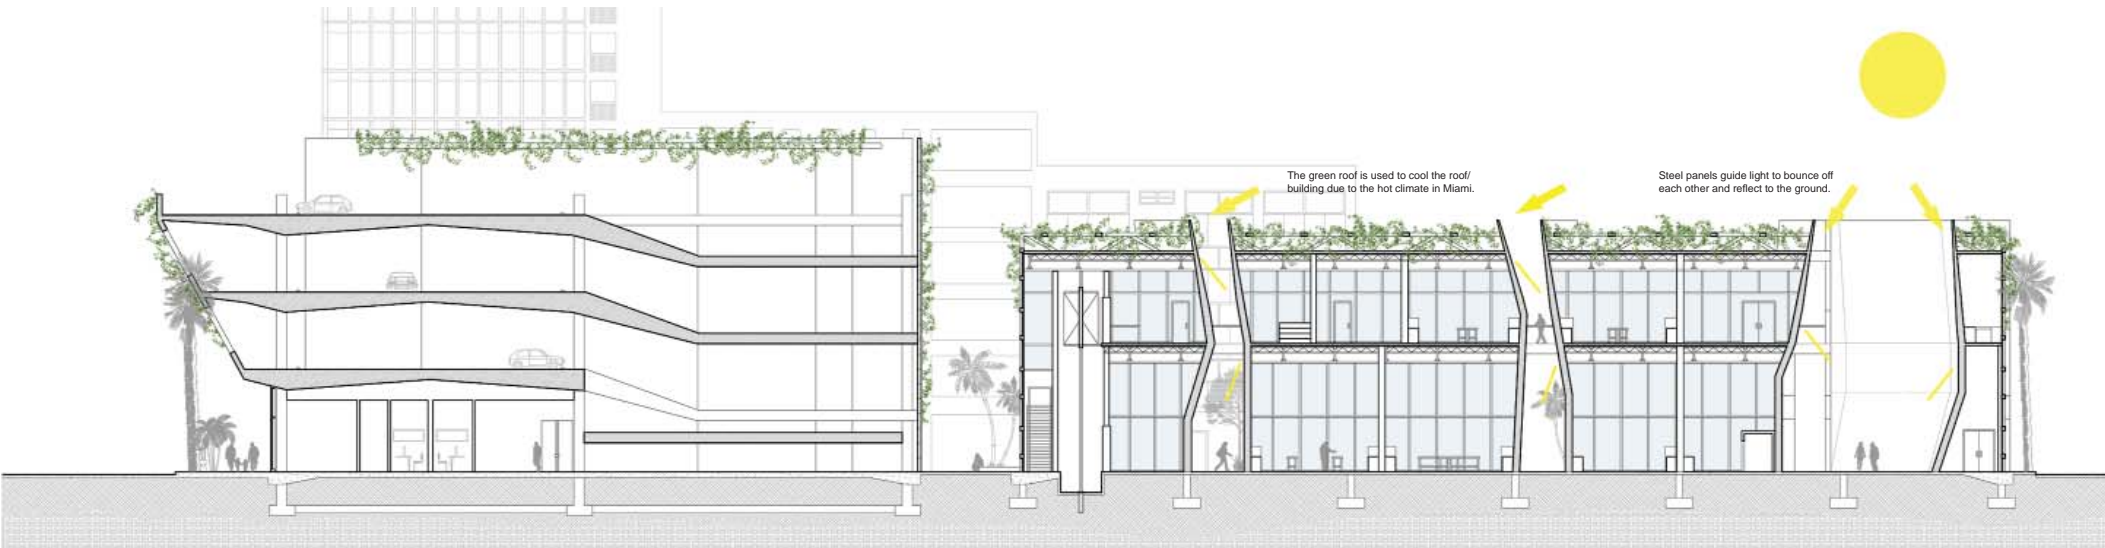 The green roof is used to cool the roof/
building due to the hot climate in Miami.
Steel panels guide light to bounce off
each other and reflect to the ground.